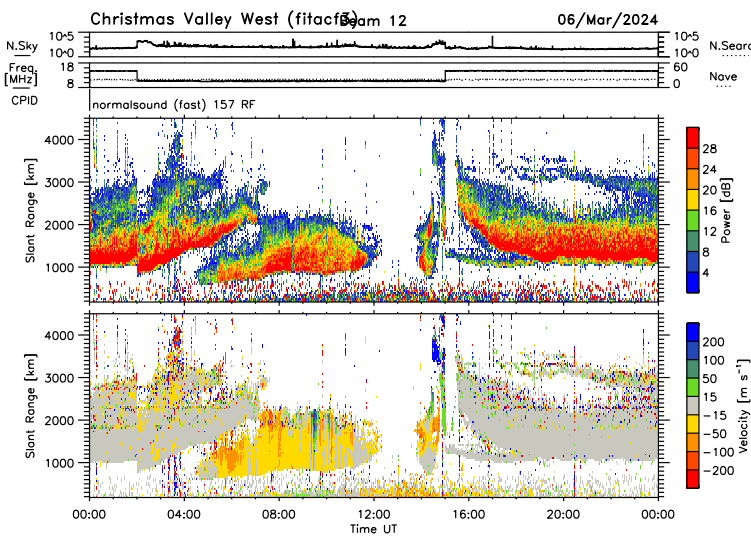 Christmas Valley West (fitacf3) Beam 12 06/Mar/2024
N.Sky 10^5 10^0 10^5 10^0 N.Searc
Freq [MHz] 18 8 60 0 Nave
CPID normalsound (fast) 157 RF
Slant Range [km] 4000 3000 2000 1000
Power [dB] 28 24 20 16 12 8 4
Slant Range [km] 4000 3000 2000 1000
Velocity [m s⁻¹] 200 100 50 15 -15 -50 -100 -200
00:00 04:00 08:00 12:00 16:00 20:00 00:00
Time UT